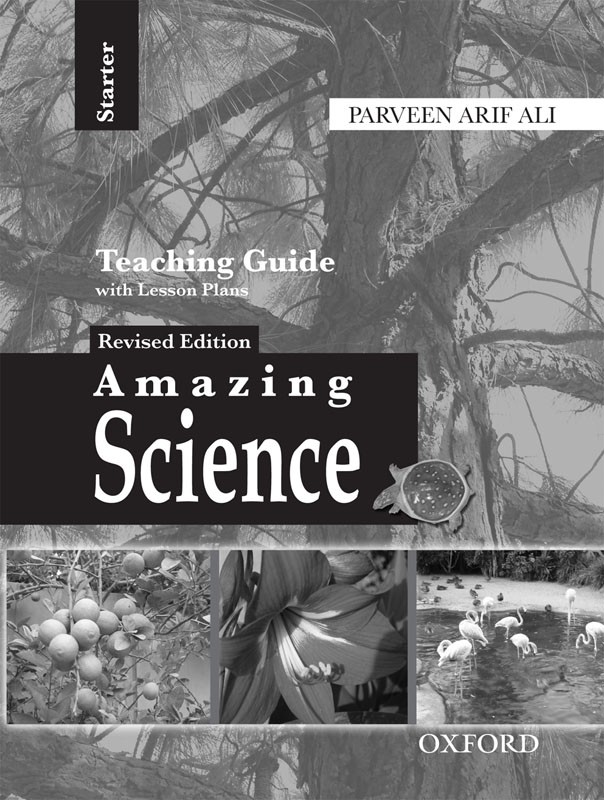 Starter
PARVEEN ARIF ALI
Teaching Guide
with Lesson Plans
Revised Edition
Amazing
Science
OXFORD